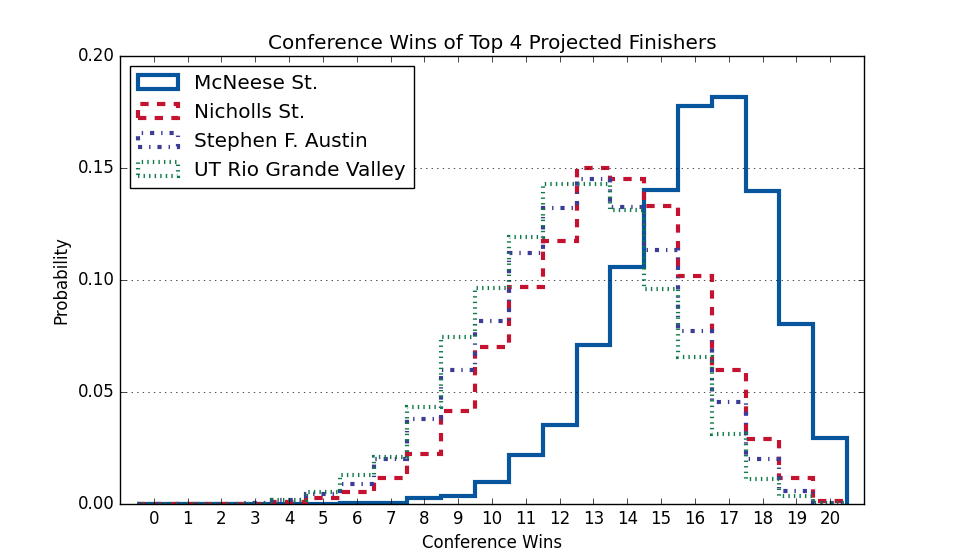 Conference Wins of Top 4 Projected Finishers
McNeese St.
Nicholls St.
Stephen F. Austin
UT Rio Grande Valley
0.20
0.15
0.10
0.05
0.00
Probability
0 1 2 3 4 5 6 7 8 9 10 11 12 13 14 15 16 17 18 19 20
Conference Wins